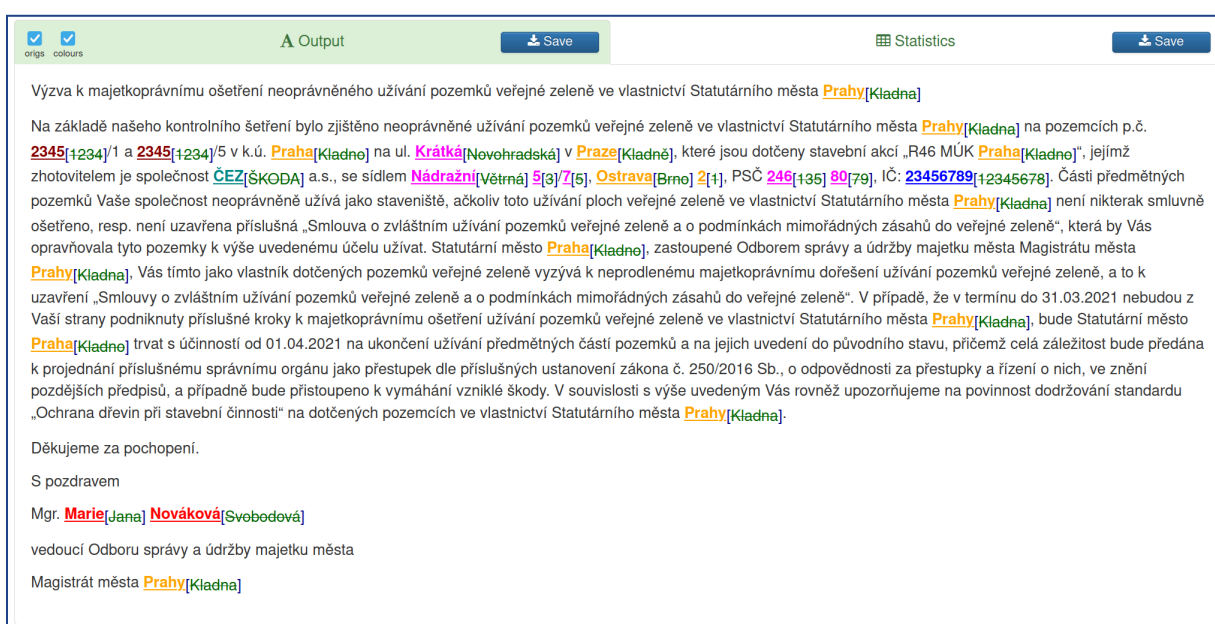 origs colours A Output Save Statistics Save
Výzva k majetkoprávnímu ošetření neoprávněného užívání pozemků veřejné zeleně ve vlastnictví Statutárního města Prahy[Kladna]
Na základě našeho kontrolního šetření bylo zjištěno neoprávněné užívání pozemků veřejné zeleně ve vlastnictví Statutárního města Prahy[Kladna] na pozemcích p.č.
2345[1234]/1 a 2345[1234]/5 v k.ú. Praha[Kladno] na ul. Krátká[Novohradská] v Praze[Kladně], které jsou dotčeny stavební akcí „R46 MÚK Praha[Kladno]“, jejímž
zhotovitelem je společnost ČEZ[ŠKODA] a.s., se sídlem Nádražní[Větrná] 5[3]/7[5], Ostrava[Brno] 2[1], PSČ 246[135] 80[79], IČ: 23456789[12345678]. Části předmětných
pozemků Vaše společnost neoprávněně užívá jako staveniště, ačkoliv toto užívání ploch veřejné zeleně ve vlastnictví Statutárního města Prahy[Kladna] není nikterak smluvně
ošetřeno, resp. není uzavřena příslušná „Smlouva o zvláštním užívání pozemků veřejné zeleně a o podmínkách mimořádných zásahů do veřejné zeleně“, která by Vás
opravňovala tyto pozemky k výše uvedenému účelu užívat. Statutární město Praha[Kladno], zastoupené Odborem správy a údržby majetku města Magistrátu města
Prahy[Kladna], Vás tímto jako vlastník dotčených pozemků veřejné zeleně vyzývá k neprodlenému majetkoprávnímu dořešení užívání pozemků veřejné zeleně, a to k
uzavření „Smlouvy o zvláštním užívání pozemků veřejné zeleně a o podmínkách mimořádných zásahů do veřejné zeleně“. V případě, že v termínu do 31.03.2021 nebudou z
Vaší strany podniknuty příslušné kroky k majetkoprávnímu ošetření užívání pozemků veřejné zeleně ve vlastnictví Statutárního města Prahy[Kladna], bude Statutární město
Praha[Kladno] trvat s účinností od 01.04.2021 na ukončení užívání předmětných částí pozemků a na jejich uvedení do původního stavu, přičemž celá záležitost bude předána
k projednání příslušnému správnímu orgánu jako přestupek dle příslušných ustanovení zákona č. 250/2016 Sb., o odpovědnosti za přestupky a řízení o nich, ve znění
pozdějších předpisů, a případně bude přistoupeno k vymáhání vzniklé škody. V souvislosti s výše uvedeným Vás rovněž upozorňujeme na povinnost dodržování standardu
„Ochrana dřevin při stavební činnosti“ na dotčených pozemcích ve vlastnictví Statutárního města Prahy[Kladna].
Děkujeme za pochopení.
S pozdravem
Mgr. Marie[Jana] Nováková[Svobodová]
vedoucí Odboru správy a údržby majetku města
Magistrát města Prahy[Kladna]